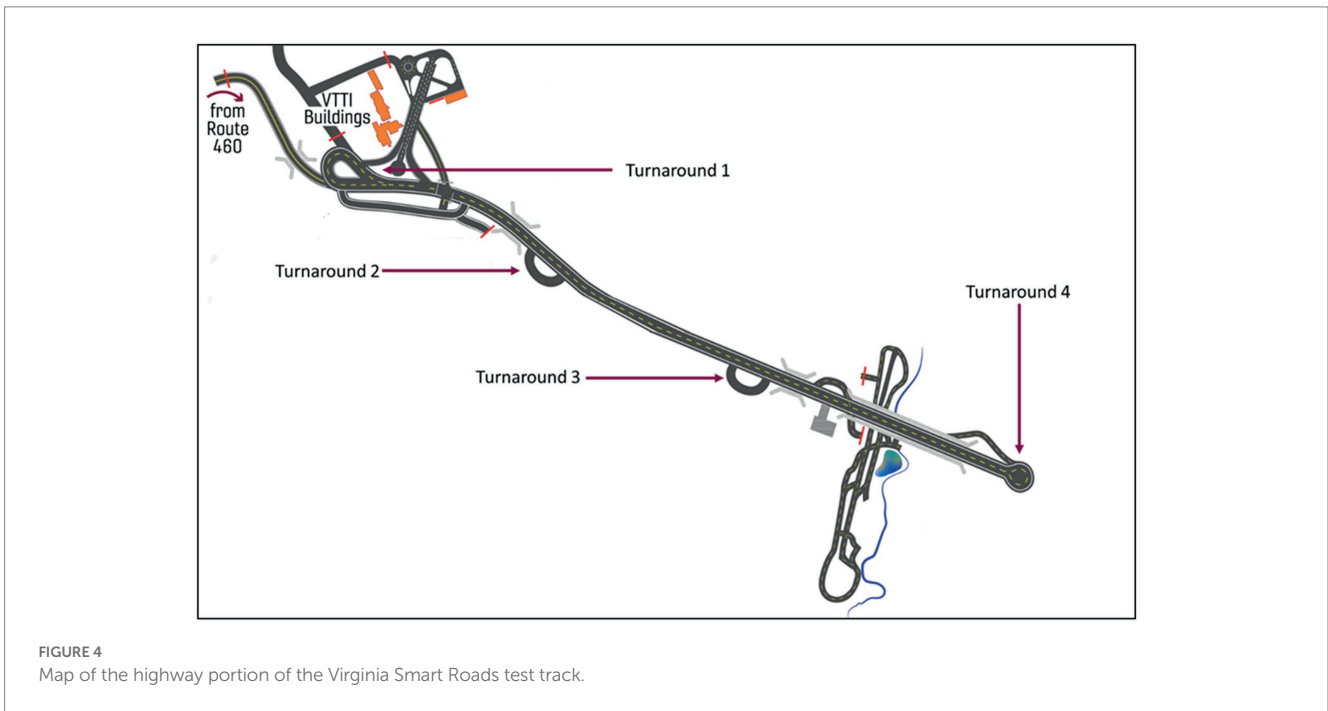 from
Route
460
VTTI
Buildings
Turnaround 1
Turnaround 2
Turnaround 4
Turnaround 3
FIGURE 4
Map of the highway portion of the Virginia Smart Roads test track.